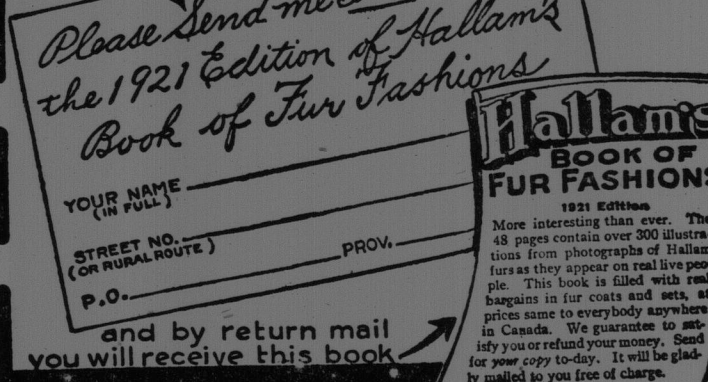 Please Send me
the 1921 Edition of Hallam's
Book of Fur Fashions
YOUR NAME
(IN FULL)
STREET NO.
(OR RURAL ROUTE)
PROV.
P.O.
and by return mail
you will receive this book
Hallam's
BOOK OF
FUR FASHIONS
1921 Edition
More interesting than ever. The
48 pages contain over 300 illustra-
tions from photographs of Hallam
furs as they appear on real live peo-
ple. This book is filled with real
bargains in fur coats and sets, at
prices same to everybody anywhere
in Canada. We guarantee to sat-
isfy you or refund your money. Send
for your copy to-day. It will be glad-
ly mailed to you free of charge.